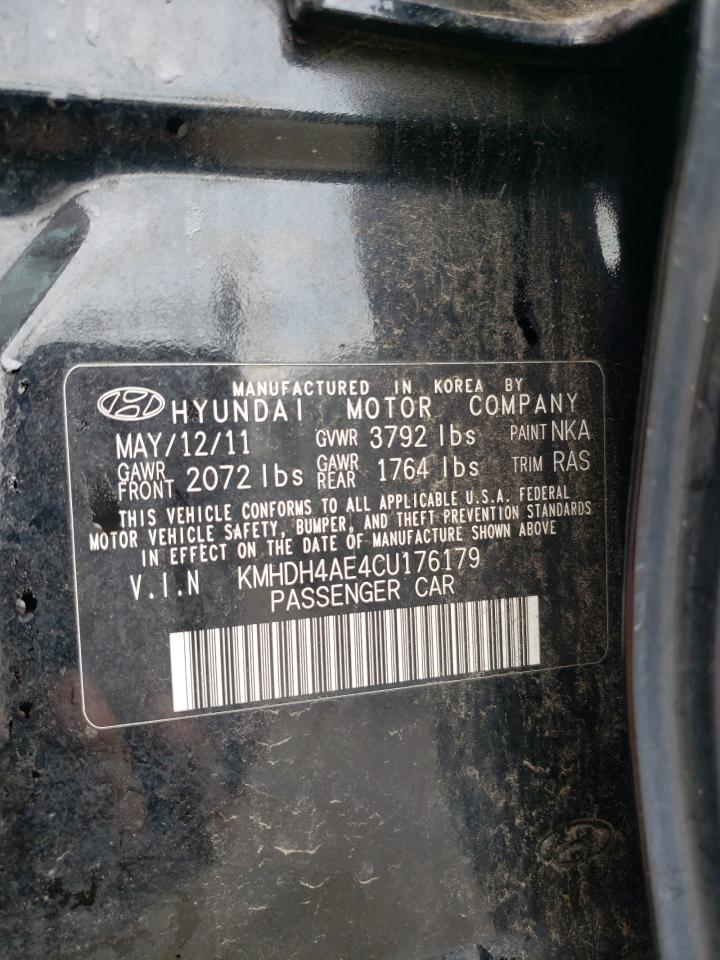 MANUFACTURED IN KOREA BY
HYUNDAI MOTOR COMPANY
MAY/12/11 GVWR 3792 lbs PAINT NKA
GAWR FRONT 2072 lbs GAWR REAR 1764 lbs TRIM RAS
THIS VEHICLE CONFORMS TO ALL APPLICABLE U.S.A. FEDERAL
MOTOR VEHICLE SAFETY, BUMPER, AND THEFT PREVENTION STANDARDS
IN EFFECT ON THE DATE OF MANUFACTURE SHOWN ABOVE
V.I.N KMHDH4AE4CU176179
PASSENGER CAR